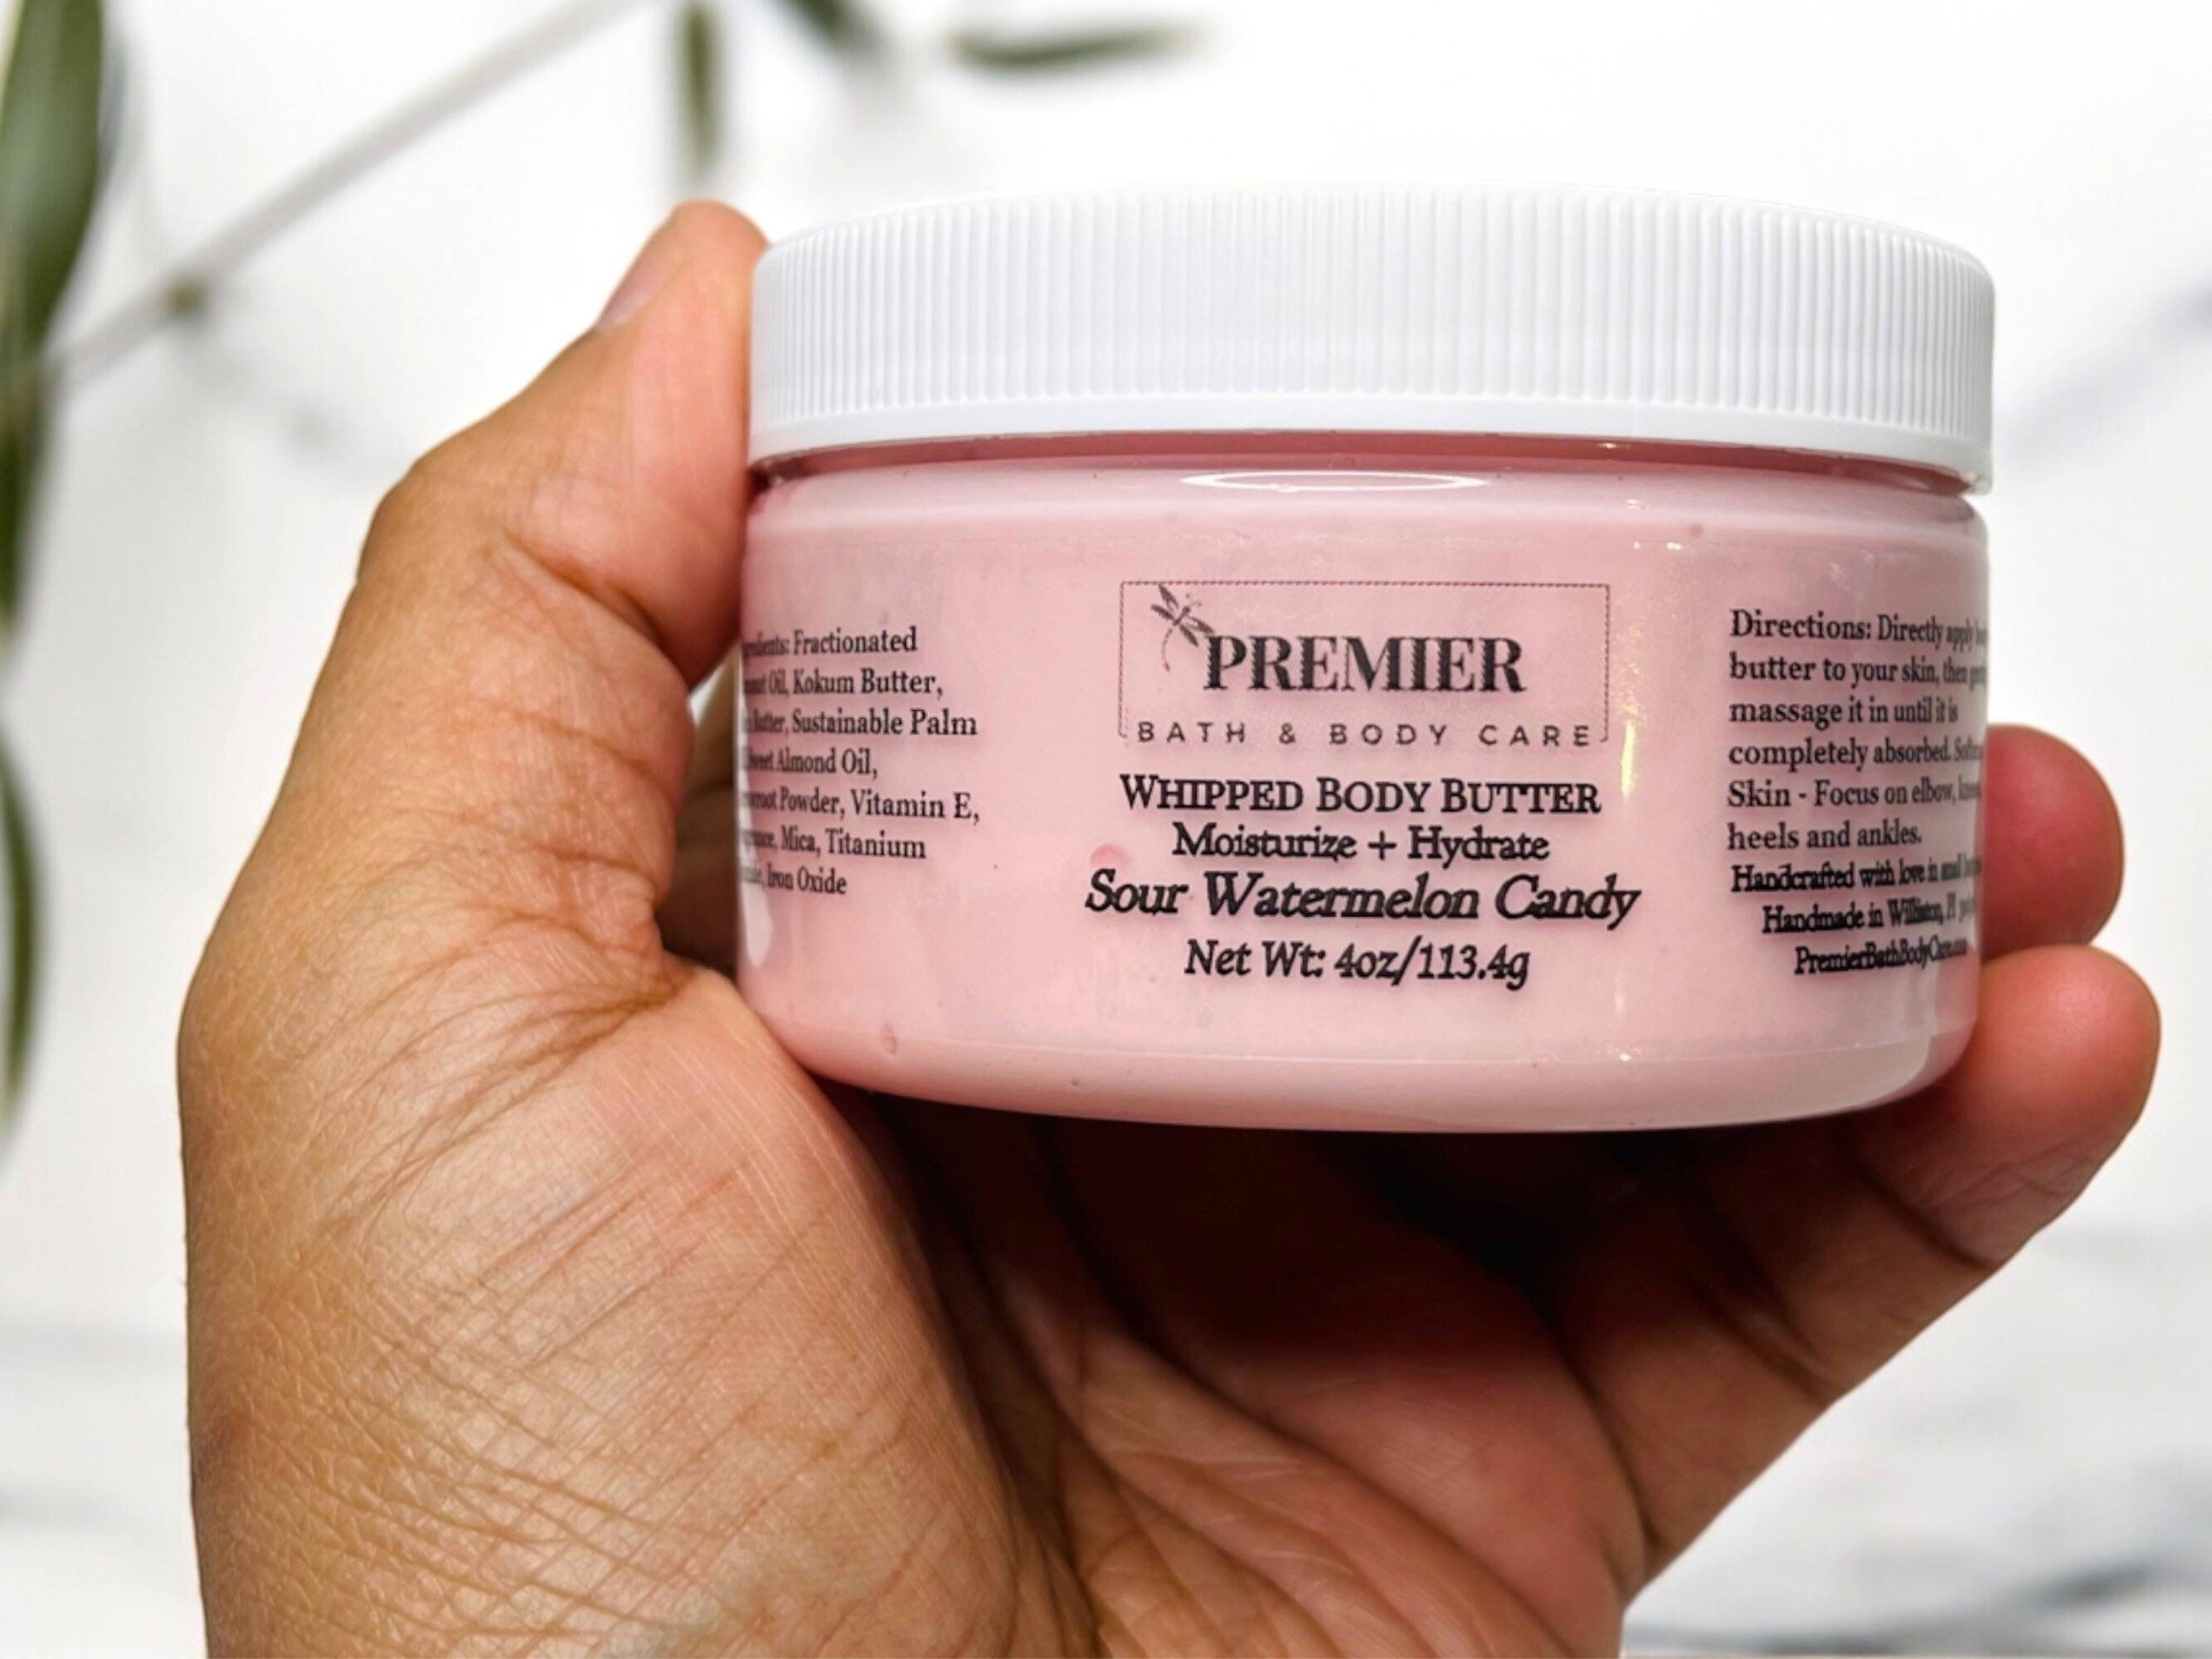 Fractionated
Oil, Kokum Butter,
Butter, Sustainable Palm
Sweet Almond Oil,
Powder, Vitamin E,
Mica, Titanium
Iron Oxide
PREMIER
BATH & BODY CARE
WHIPPED BODY BUTTER
Moisturize + Hydrate
Sour Watermelon Candy
Net Wt: 4oz/113.4g
Directions: Directly apply
butter to your skin, then
massage it in until it is
completely absorbed.
Skin - Focus on elbow,
heels and ankles.
Handcrafted with love in small
Handmade in Williston, Fl